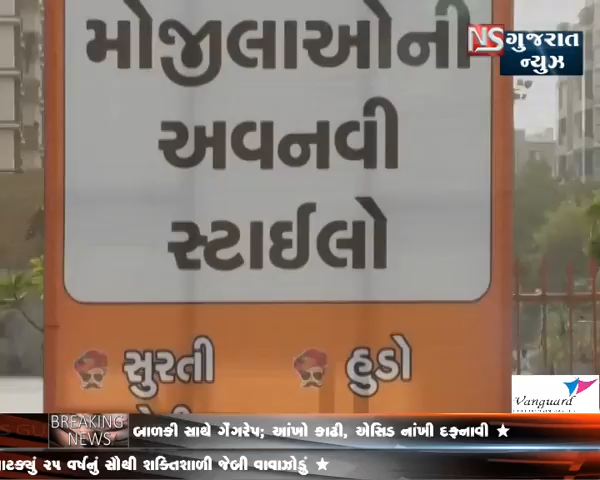 મોજીલાઓની
NS ગુજરાત
ન્યુઝ
અવનવી
સ્ટાઈલો
સુરતી
હુડો
Vanguard
BREAKING
NEWS
બાળકી સાથે ગેંગરેપ; આંખો કાઢી, એસિડ નાંખી દફનાવી ★
ાટક્યું ૨૫ વર્ષનું સૌથી શક્તિશાળી જેબી વાવાઝોડું ★